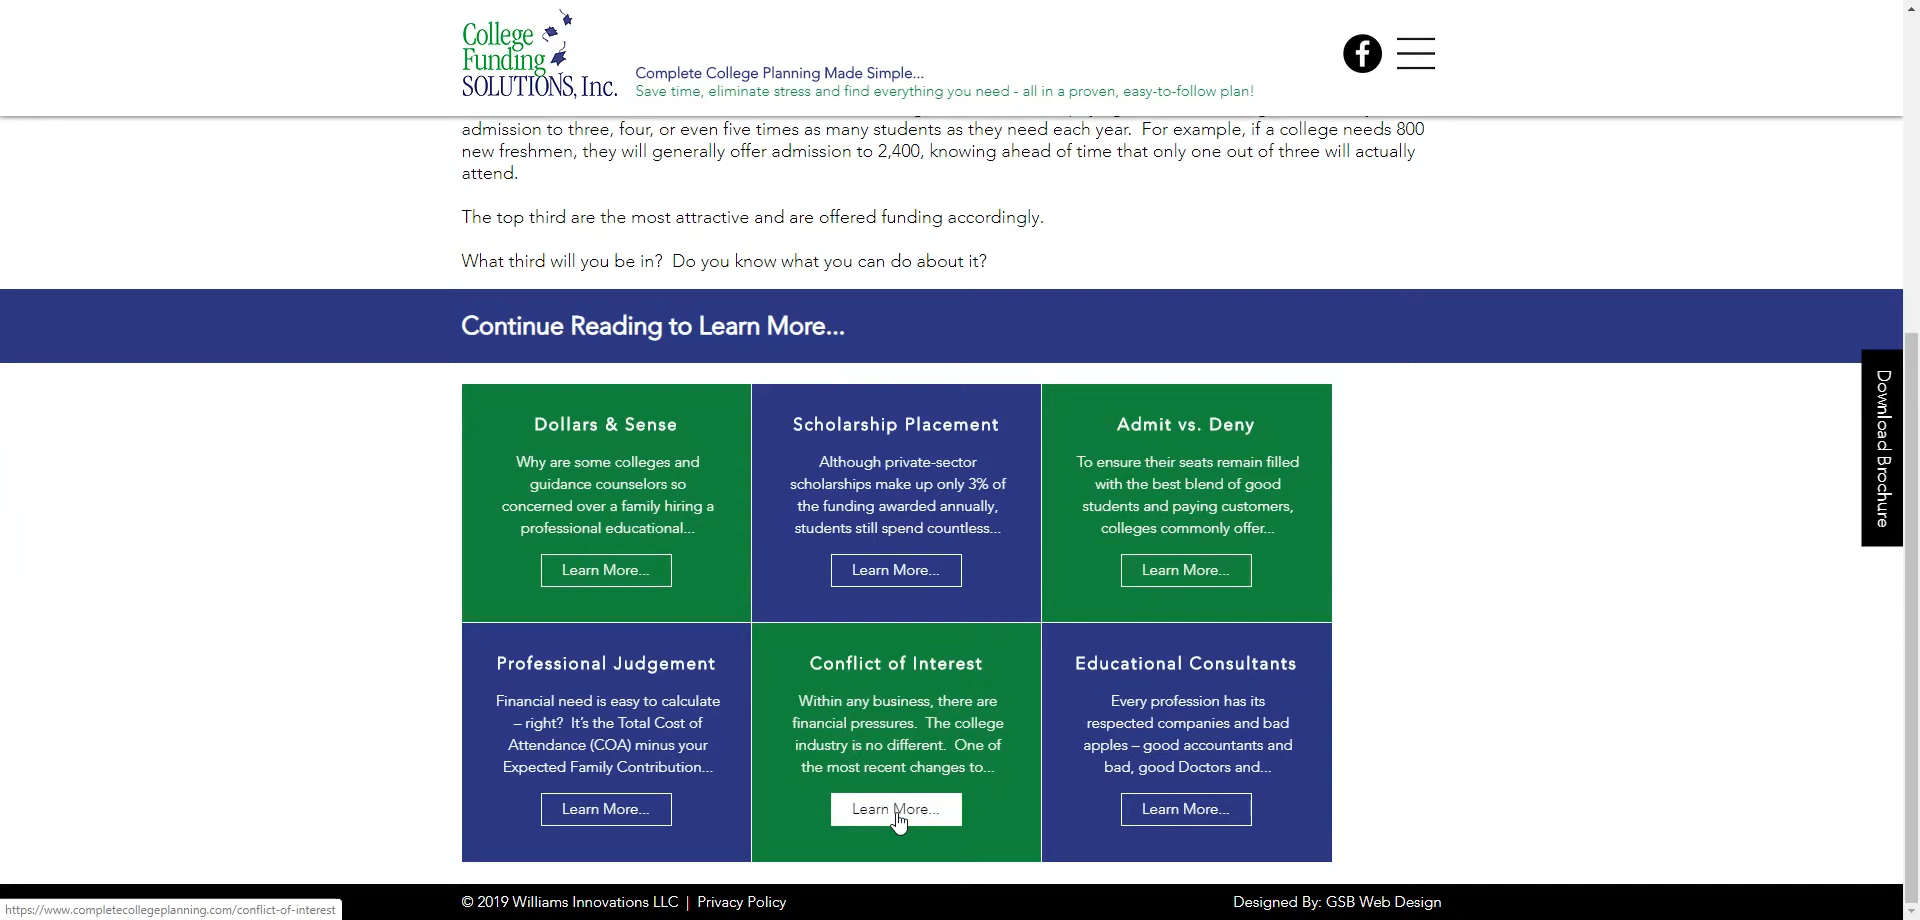 College
Funding
SOLUTIONS, Inc.
Complete College Planning Made Simple...
Save time, eliminate stress and find everything you need - all in a proven, easy-to-follow plan!
admission to three, four, or even five times as many students as they need each year.  For example, if a college needs 800
new freshmen, they will generally offer admission to 2,400, knowing ahead of time that only one out of three will actually
attend.
The top third are the most attractive and are offered funding accordingly.
What third will you be in?  Do you know what you can do about it?
Continue Reading to Learn More...
Dollars & Sense
Why are some colleges and
guidance counselors so
concerned over a family hiring a
professional educational...
Learn More...
Scholarship Placement
Although private-sector
scholarships make up only 3% of
the funding awarded annually,
students still spend countless...
Learn More...
Admit vs. Deny
To ensure their seats remain filled
with the best blend of good
students and paying customers,
colleges commonly offer...
Learn More...
Professional Judgement
Financial need is easy to calculate
– right?  It's the Total Cost of
Attendance (COA) minus your
Expected Family Contribution...
Learn More...
Conflict of Interest
Within any business, there are
financial pressures.  The college
industry is no different.  One of
the most recent changes to...
Learn More...
Educational Consultants
Every profession has its
respected companies and bad
apples – good accountants and
bad, good Doctors and...
Learn More...
Download Brochure
© 2019 Williams Innovations LLC  |  Privacy Policy
Designed By: GSB Web Design
https://www.completecollegeplanning.com/conflict-of-interest